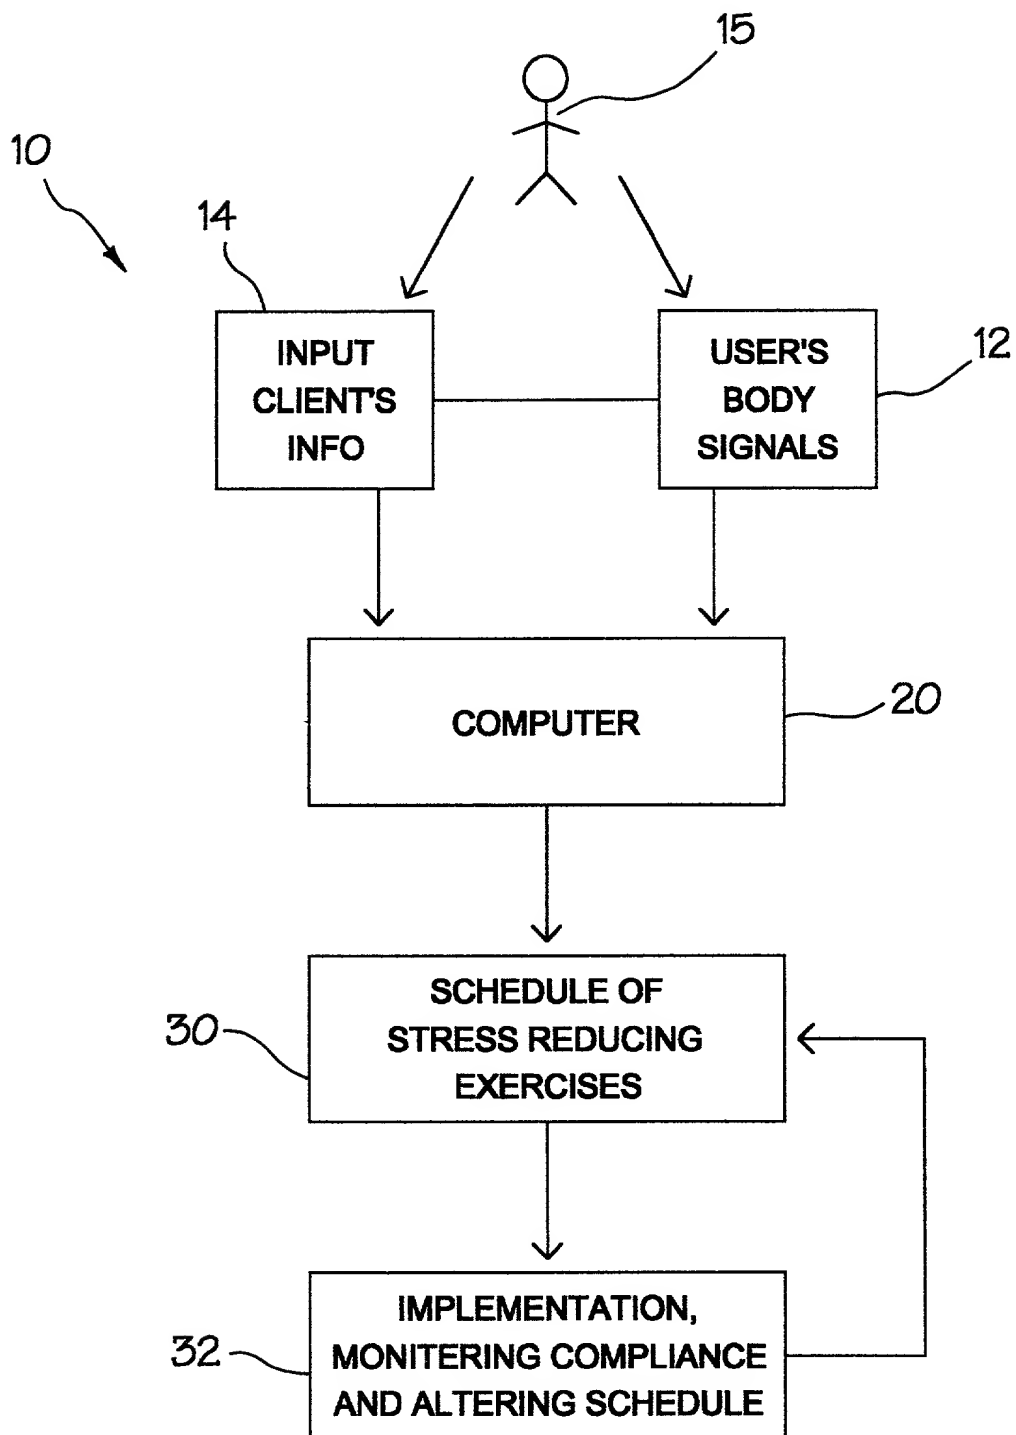 15
10
14
INPUT
CLIENT'S
INFO
USER'S
BODY
SIGNALS
12
COMPUTER
20
SCHEDULE OF
STRESS REDUCING
EXERCISES
30
IMPLEMENTATION,
MONITERING COMPLIANCE
AND ALTERING SCHEDULE
32